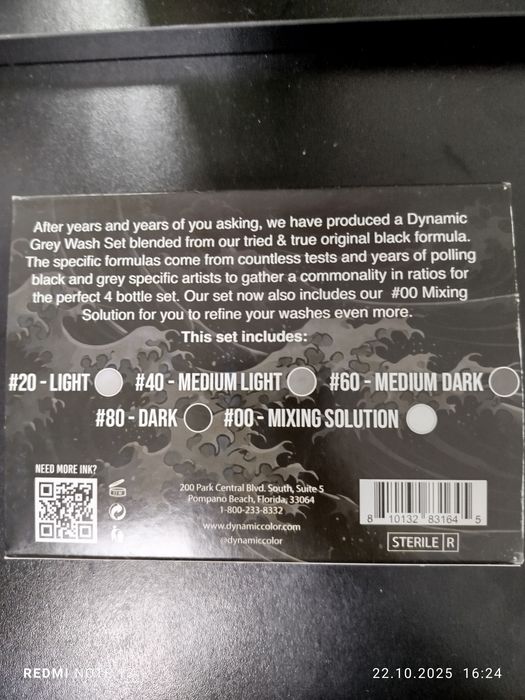 After years and years of you asking, we have produced a Dynamic
Grey Wash Set blended from our tried & true original black formula.
The specific formulas come from countless tests and years of polling
black and grey specific artists to gather a commonality in ratios for
the perfect 4 bottle set. Our set now also includes our #00 Mixing
Solution for you to refine your washes even more.
This set includes:
#20 - LIGHT #40 - MEDIUM LIGHT #60 - MEDIUM DARK
#80 - DARK #00 - MIXING SOLUTION
NEED MORE INK?
200 Park Central Blvd. South, Suite 5
Pompano Beach, Florida, 33064
1-800-233-8332
www.dynamiccolor.com
@dynamiccolor
8 10132 83164 5
STERILE R
REDMI NOTE
22.10.2025 16:24